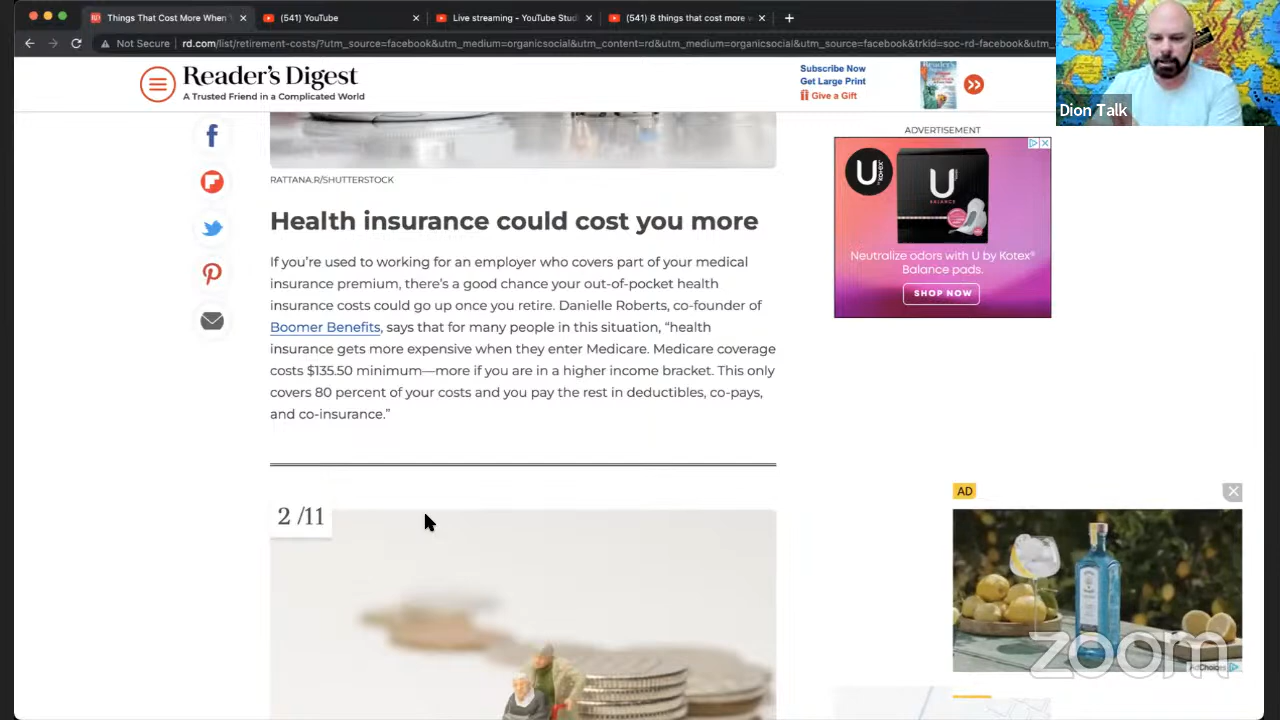 Things That Cost More When
(541) YouTube
Live streaming - YouTube Stud
(541) 8 things that cost more w
Not Secure
rd.com/list/retirement-costs/?utm_source=facebook&utm_medium=organicsocial&utm_content=rd&utm_medium=organicsocial&utm_source=facebook&trkid=soc-rd-facebook&utm_
Reader's Digest
A Trusted Friend in a Complicated World
Subscribe Now
Get Large Print
Give a Gift
Dion Talk
RATTANA.R/SHUTTERSTOCK
Health insurance could cost you more
If you're used to working for an employer who covers part of your medical
insurance premium, there's a good chance your out-of-pocket health
insurance costs could go up once you retire. Danielle Roberts, co-founder of
Boomer Benefits, says that for many people in this situation, “health
insurance gets more expensive when they enter Medicare. Medicare coverage
costs $135.50 minimum—more if you are in a higher income bracket. This only
covers 80 percent of your costs and you pay the rest in deductibles, co-pays,
and co-insurance.”
2 /11
ADVERTISEMENT
U
U
BALANCE
Neutralize odors with U by Kotex®
Balance pads.
SHOP NOW
AD
zoom
AdChoices